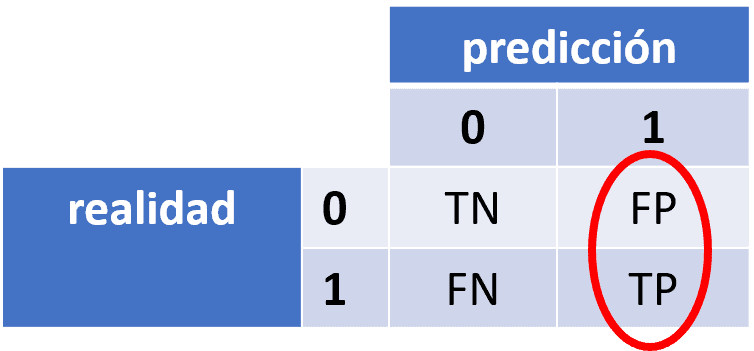 predicción
0 1
realidad 0 TN FP
1 FN TP